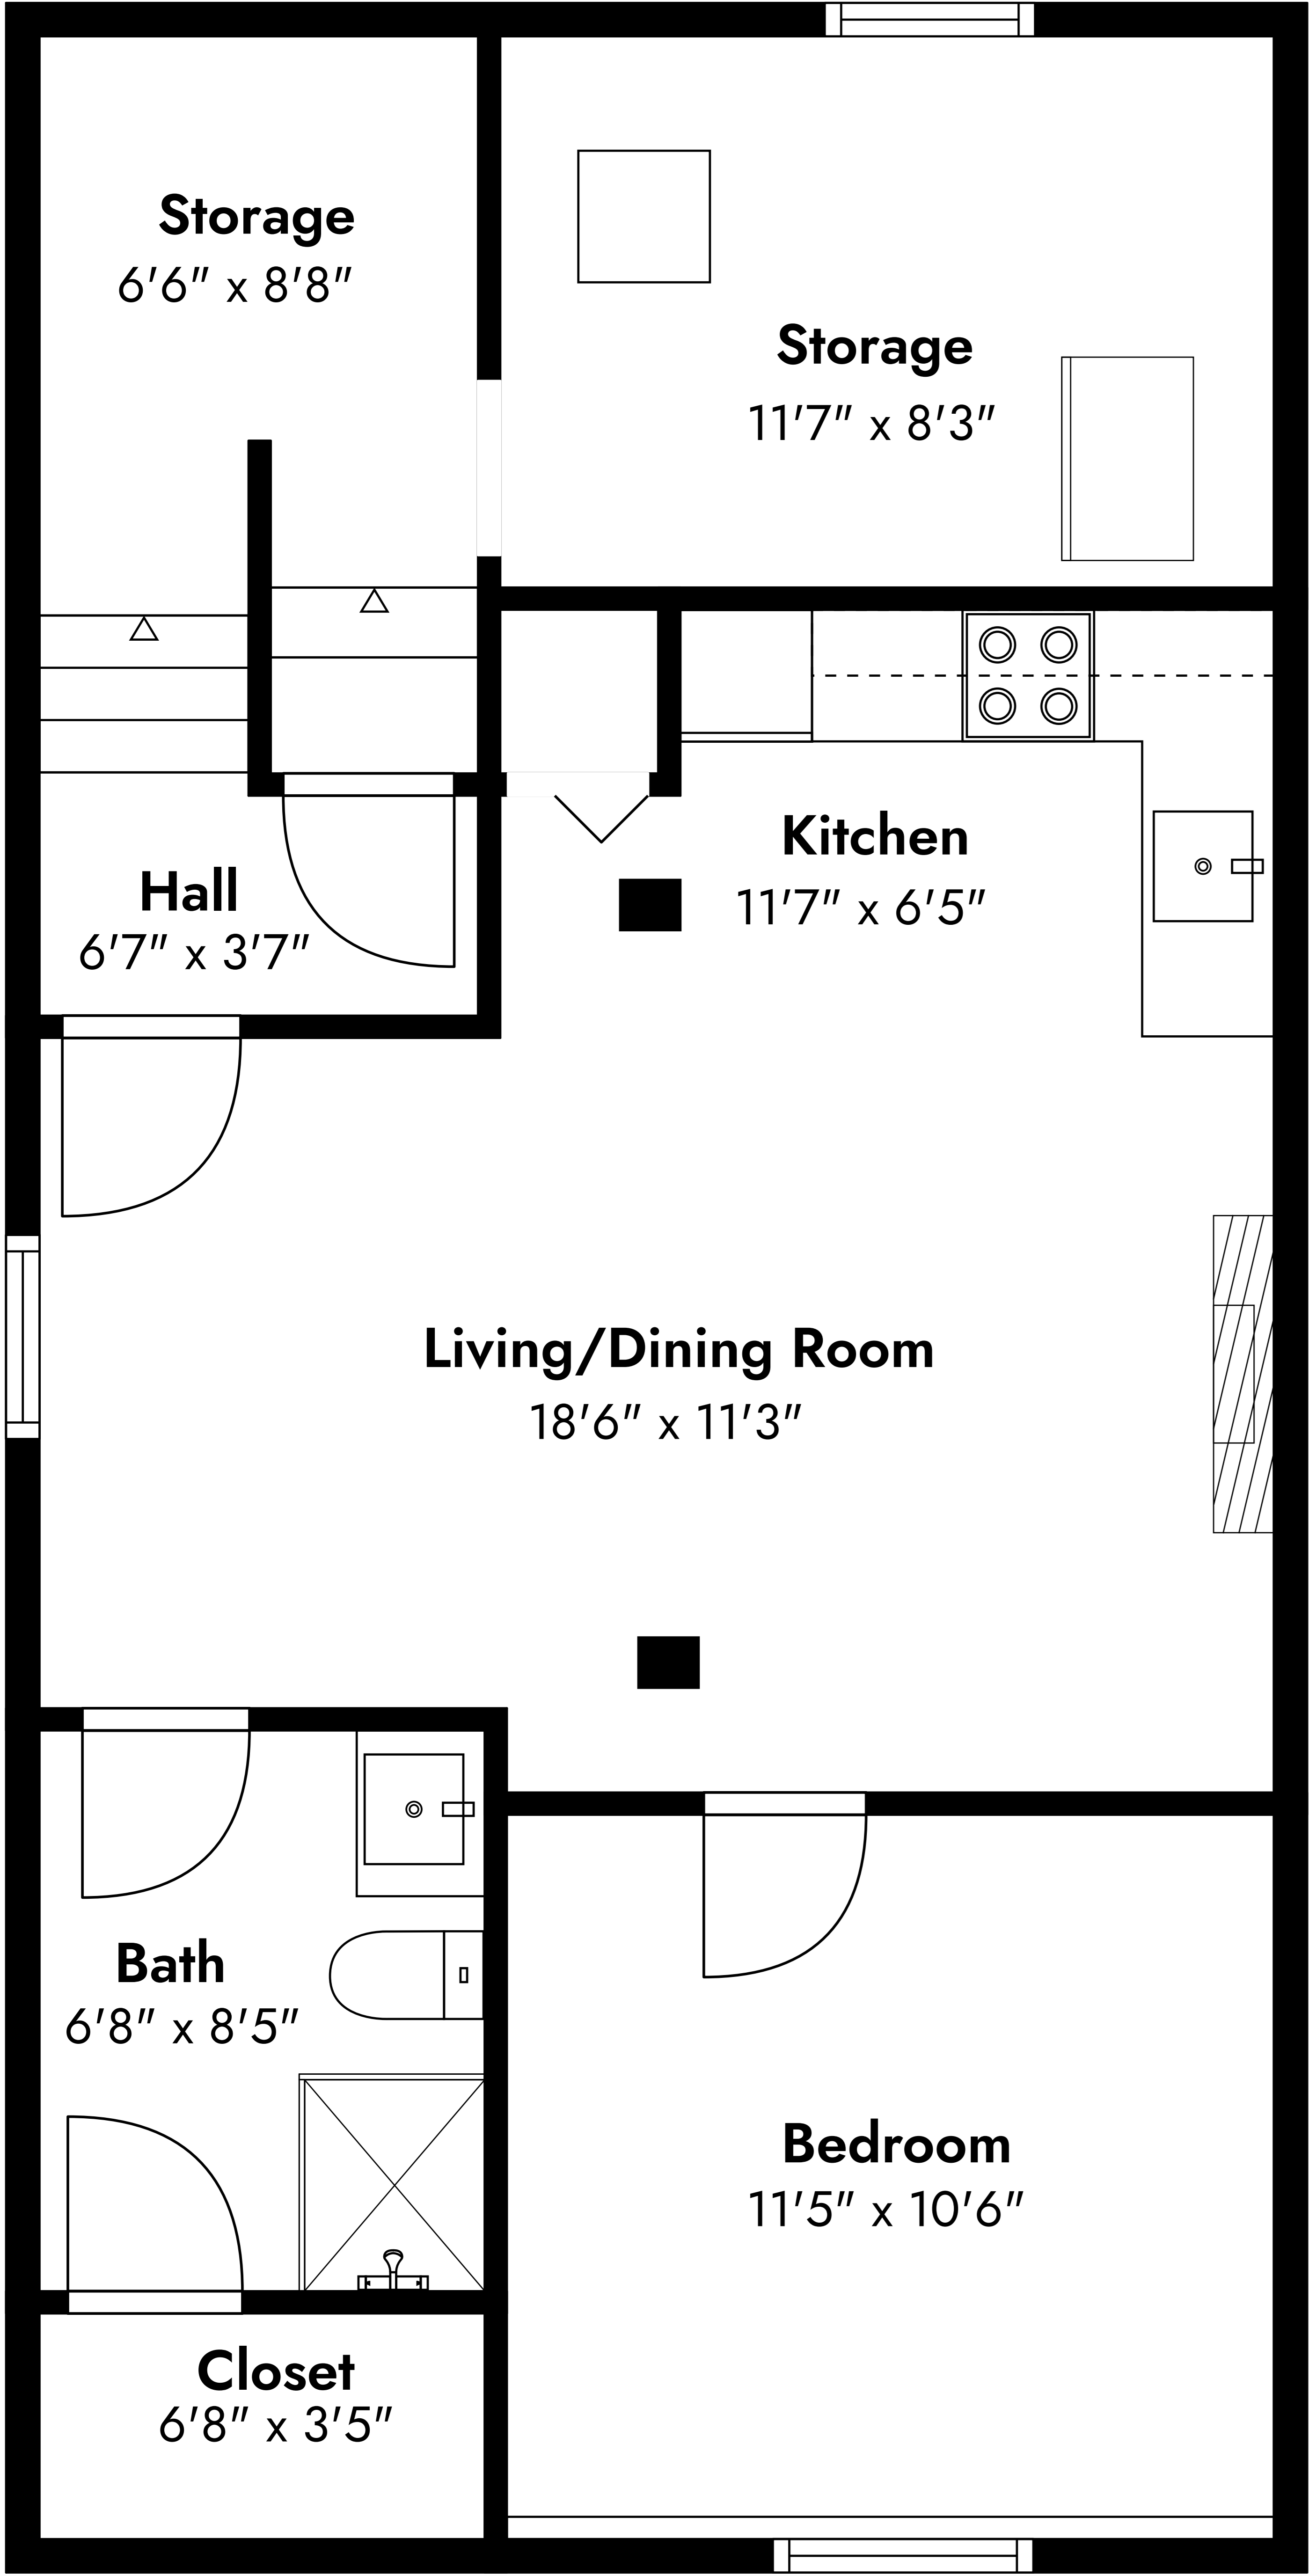 Storage
6'6" x 8'8"
Storage
11'7" x 8'3"
Kitchen
11'7" x 6'5"
Hall
6'7" x 3'7"
Living/Dining Room
18'6" x 11'3"
Bath
6'8" x 8'5"
Bedroom
11'5" x 10'6"
Closet
6'8" x 3'5"